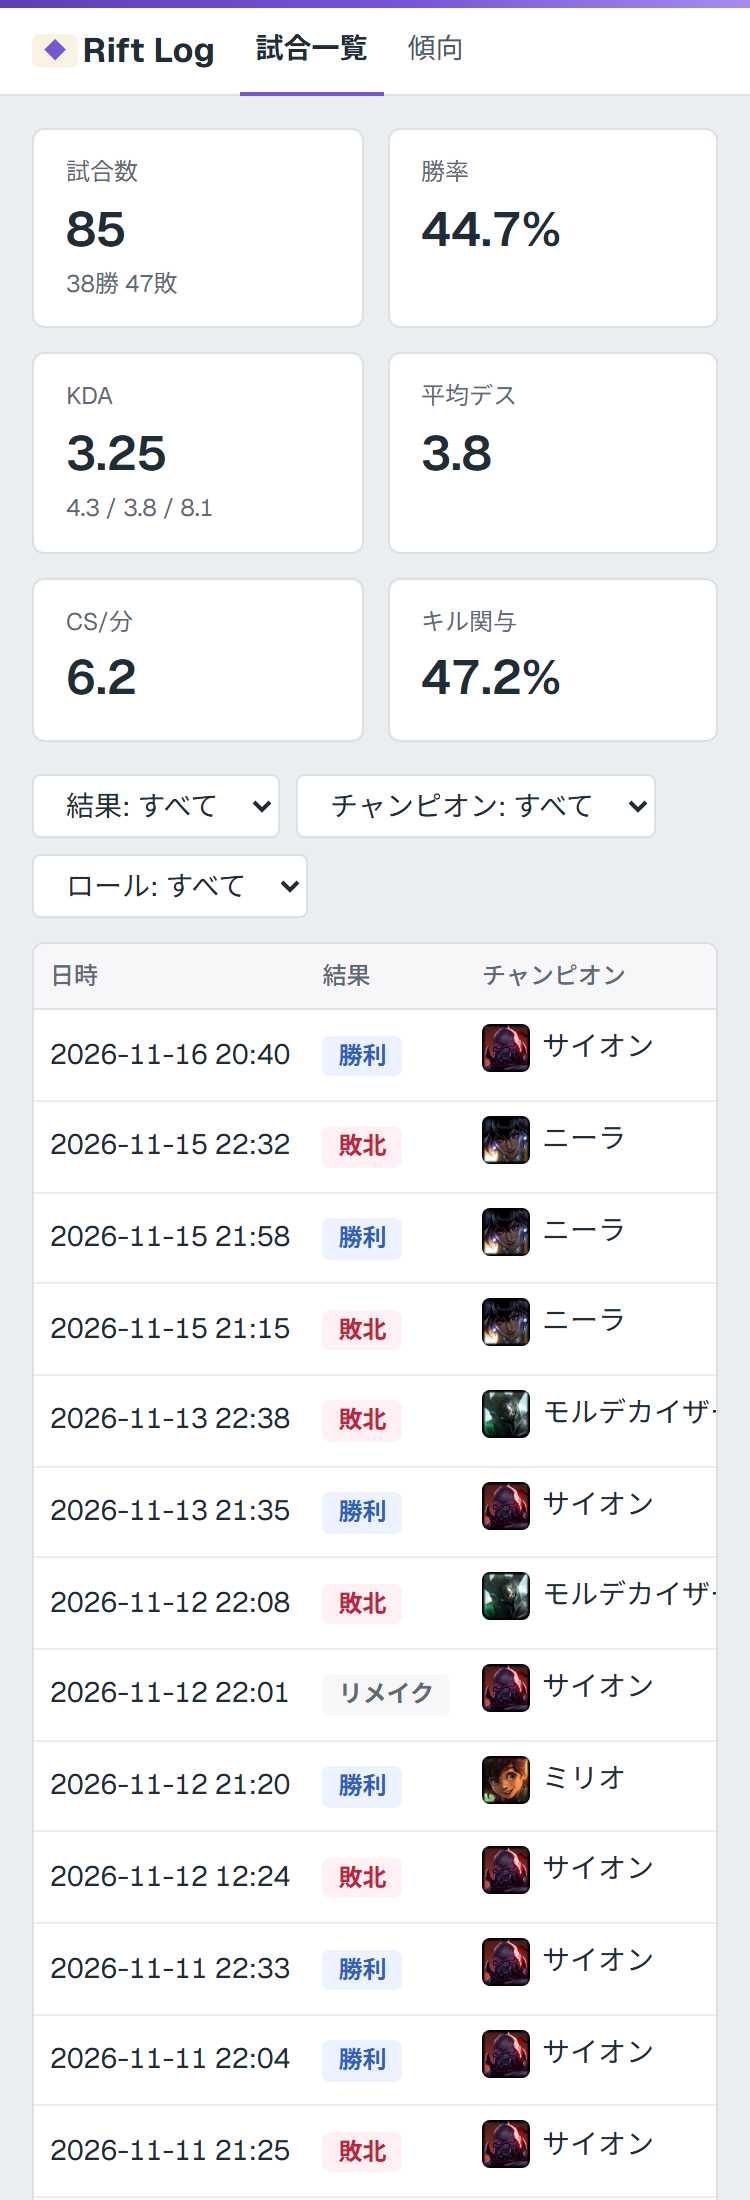 Rift Log 試合一覧 傾向
試合数
85
38勝 47敗
勝率
44.7%
KDA
3.25
4.3 / 3.8 / 8.1
平均デス
3.8
CS/分
6.2
キル関与
47.2%
結果: すべて
チャンピオン: すべて
ロール: すべて
日時 結果 チャンピオン
2026-11-16 20:40 勝利 サイオン
2026-11-15 22:32 敗北 ニーラ
2026-11-15 21:58 勝利 ニーラ
2026-11-15 21:15 敗北 ニーラ
2026-11-13 22:38 敗北 モルデカイザ
2026-11-13 21:35 勝利 サイオン
2026-11-12 22:08 敗北 モルデカイザ
2026-11-12 22:01 リメイク サイオン
2026-11-12 21:20 勝利 ミリオ
2026-11-12 12:24 敗北 サイオン
2026-11-11 22:33 勝利 サイオン
2026-11-11 22:04 勝利 サイオン
2026-11-11 21:25 敗北 サイオン